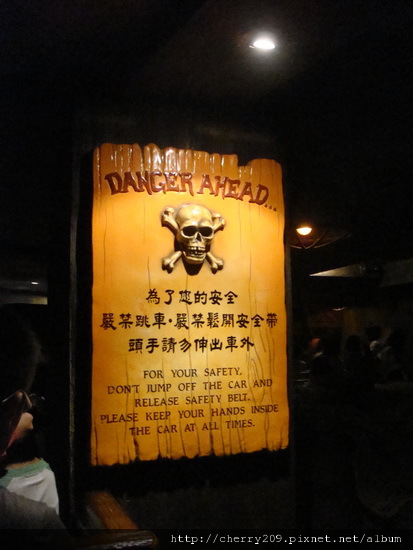 DANGER AHEAD...
為了您的安全
嚴禁跳車·嚴禁鬆開安全帶
頭手請勿伸出車外
FOR YOUR SAFETY.
DON'T JUMP OFF THE CAR AND
RELEASE SAFETY BELT.
PLEASE KEEP YOUR HANDS INSIDE
THE CAR AT ALL TIMES.
http://cherry209.pixnet.net/album